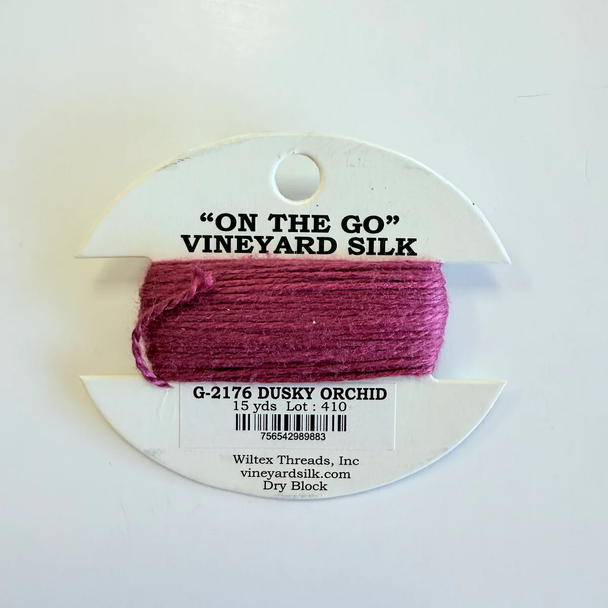 “ON THE GO”
VINEYARD SILK
G-2176 DUSKY ORCHID
15 yds Lot : 410
756542989883
Wiltex Threads, Inc
vineyardsilk.com
Dry Block